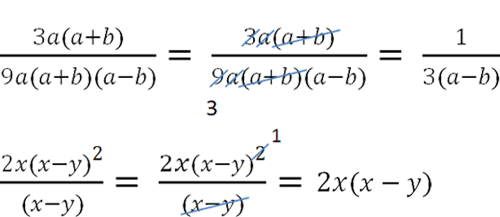 3a(a+b) / 9a(a+b)(a−b) = 3a(a+b) / 9a(a+b)(a−b) = 1 / 3(a−b)
3
2x(x−y)² / (x−y) = 2x(x−y)² / (x−y) = 2x(x − y)
1